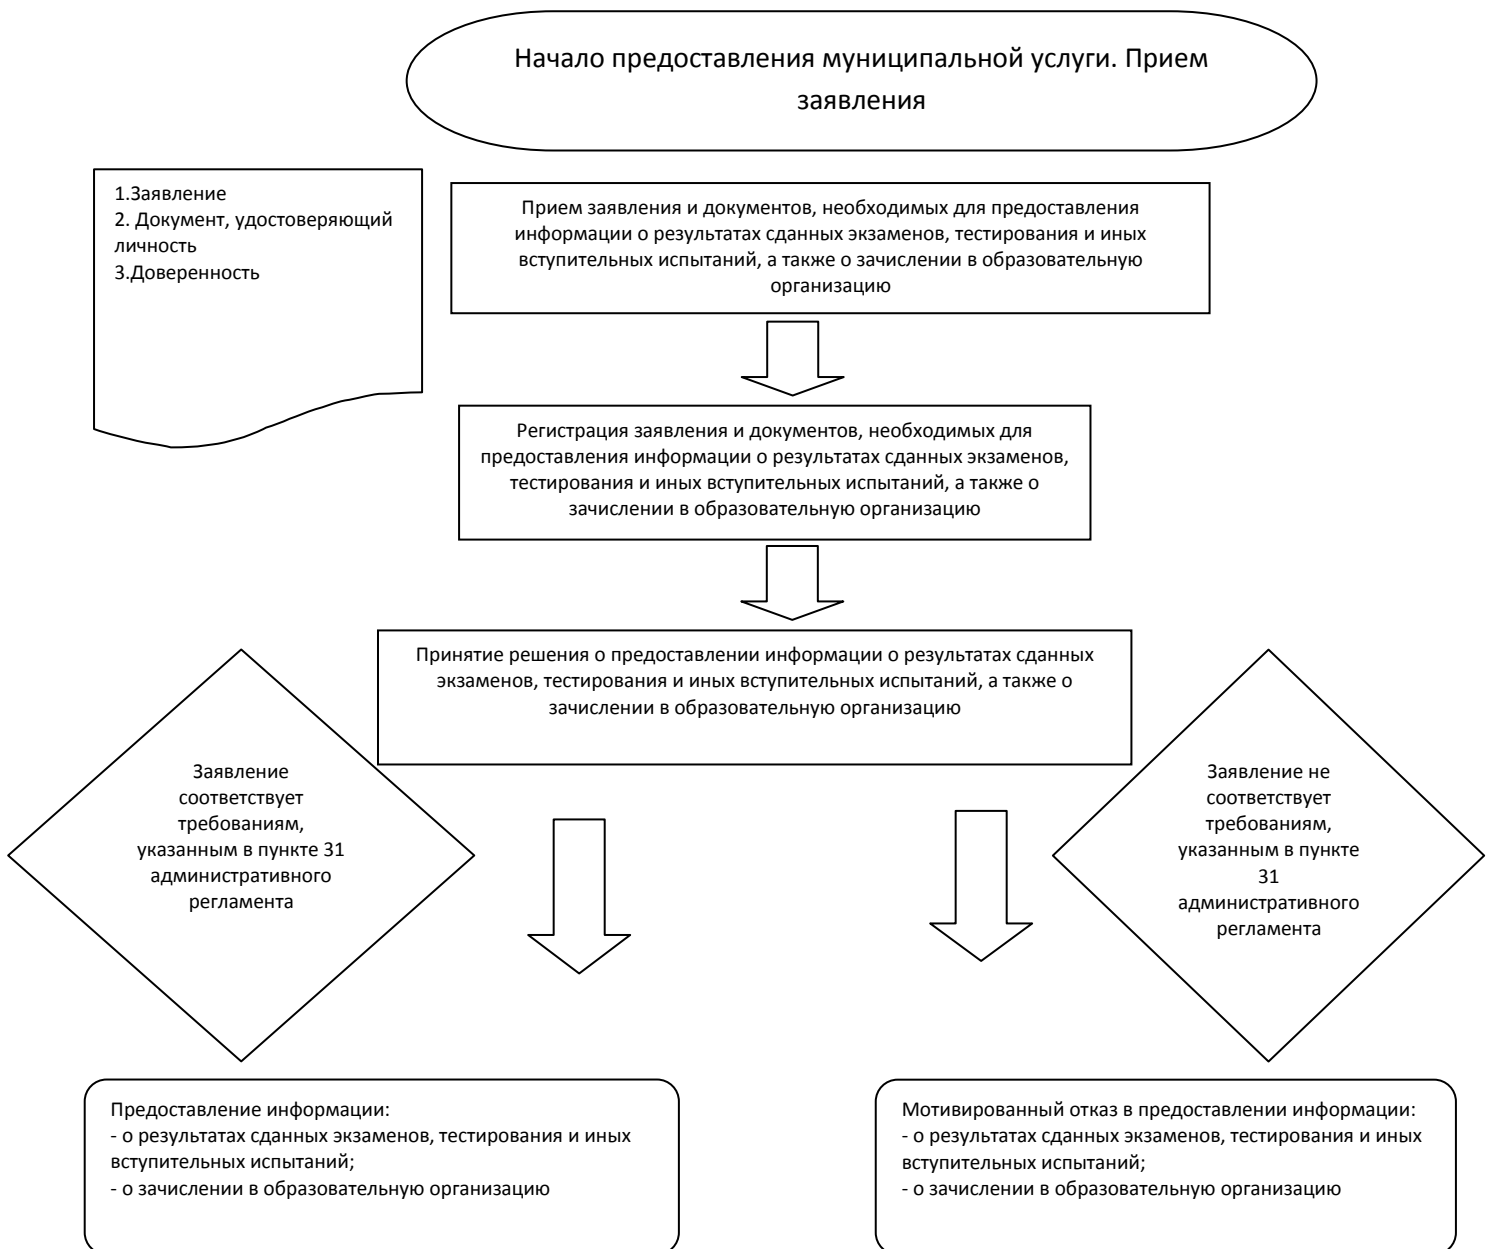 Начало предоставления муниципальной услуги. Прием
заявления
1.Заявление
2. Документ, удостоверяющий
личность
3.Доверенность
Прием заявления и документов, необходимых для предоставления
информации о результатах сданных экзаменов, тестирования и иных
вступительных испытаний, а также о зачислении в образовательную
организацию
Регистрация заявления и документов, необходимых для
предоставления информации о результатах сданных экзаменов,
тестирования и иных вступительных испытаний, а также о
зачислении в образовательную организацию
Принятие решения о предоставлении информации о результатах сданных
экзаменов, тестирования и иных вступительных испытаний, а также о
зачислении в образовательную организацию
Заявление
соответствует
требованиям,
указанным в пункте 31
административного
регламента
Заявление не
соответствует
требованиям,
указанным в пункте
31
административного
регламента
Предоставление информации:
- о результатах сданных экзаменов, тестирования и иных
вступительных испытаний;
- о зачислении в образовательную организацию
Мотивированный отказ в предоставлении информации:
- о результатах сданных экзаменов, тестирования и иных
вступительных испытаний;
- о зачислении в образовательную организацию